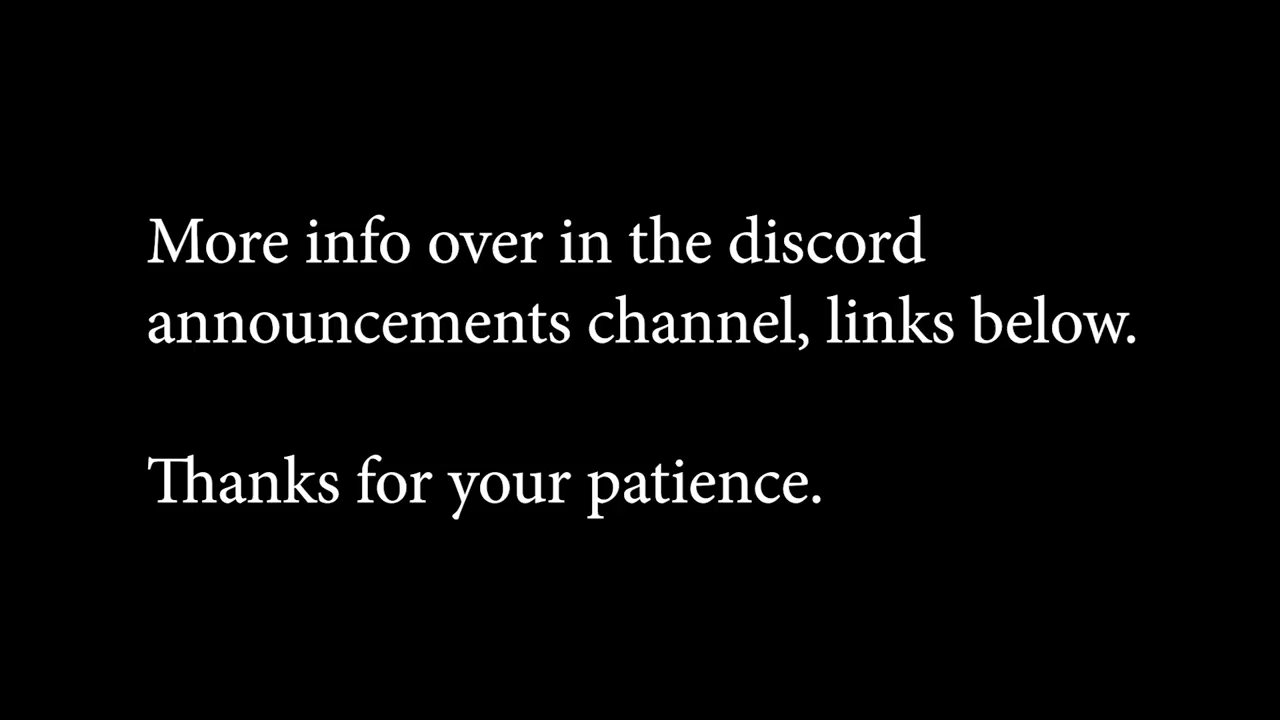 More info over in the discord
announcements channel, links below.
Thanks for your patience.